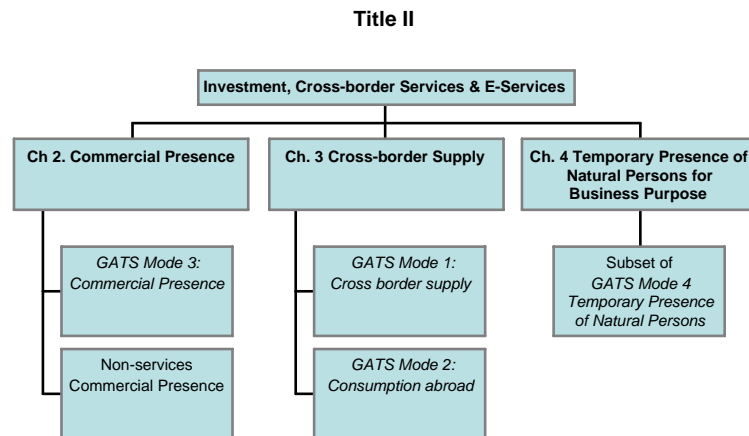 Title II
Investment, Cross-border Services & E-Services
Ch 2. Commercial Presence
Ch. 3 Cross-border Supply
Ch. 4 Temporary Presence of
Natural Persons for
Business Purpose
GATS Mode 3:
Commercial Presence
GATS Mode 1:
Cross border supply
Subset of
GATS Mode 4
Temporary Presence
of Natural Persons
Non-services
Commercial Presence
GATS Mode 2:
Consumption abroad